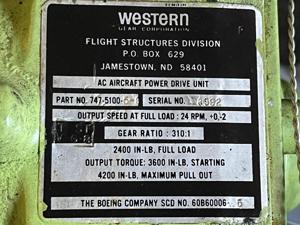 WESTERN
GEAR CORPORATION
FLIGHT STRUCTURES DIVISION
P.O. BOX 629
JAMESTOWN, ND 58401
AC AIRCRAFT POWER DRIVE UNIT
PART NO. 747-5100- SERIAL NO.
OUTPUT SPEED AT FULL LOAD: 24 RPM, +0,-2
GEAR RATIO: 310:1
2400 IN-LB, FULL LOAD
OUTPUT TORQUE: 3600 IN-LB, STARTING
4200 IN-LB, MAXIMUM PULL OUT
THE BOEING COMPANY SCD NO. 60B60006-